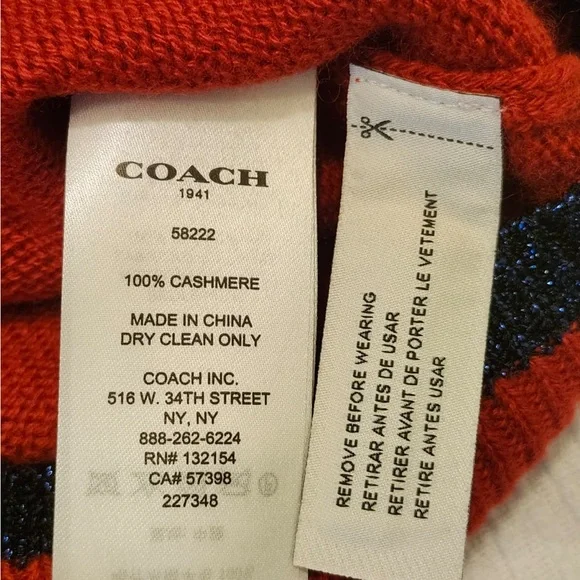 COACH
1941
58222
100% CASHMERE
MADE IN CHINA
DRY CLEAN ONLY
COACH INC.
516 W. 34TH STREET
NY, NY
888-262-6224
RN# 132154
CA# 57398
227348
REMOVE BEFORE WEARING
RETIRAR ANTES DE USAR
RETIRER AVANT DE PORTER LE VETEMENT
RETIRE ANTES USAR